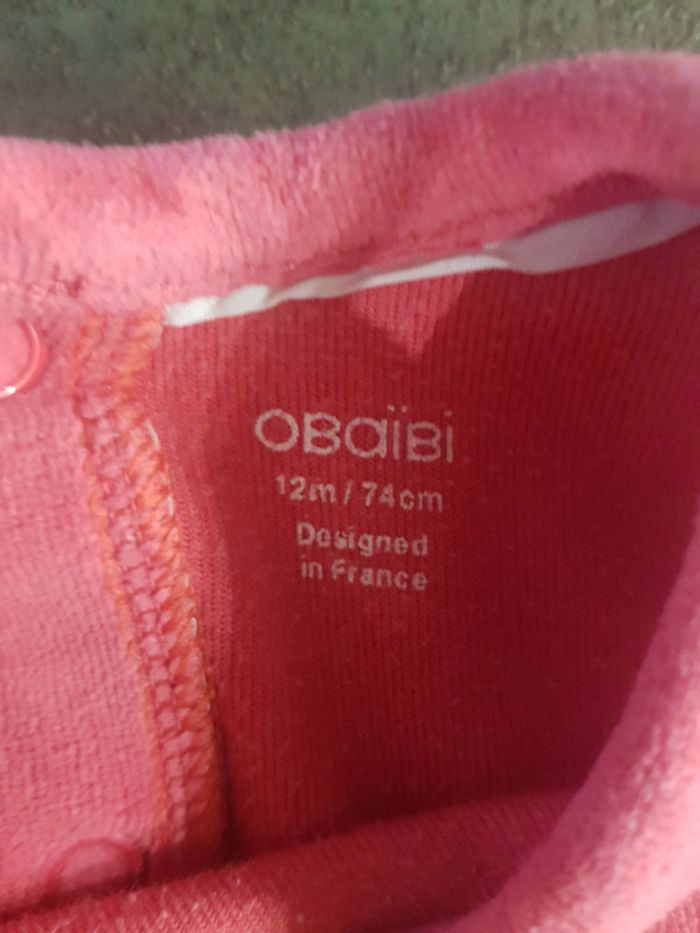 OBaïBi
12m / 74cm
Designed
in France